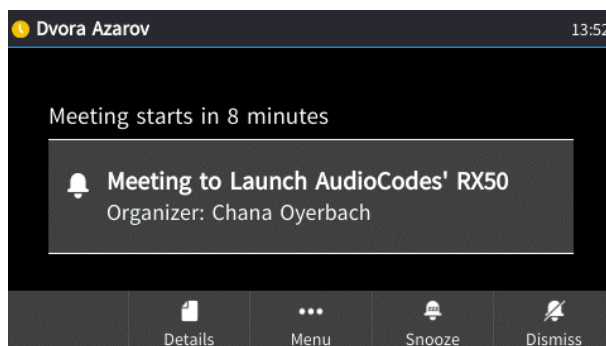 Dvora Azarov 13:52
Meeting starts in 8 minutes
Meeting to Launch AudioCodes' RX50
Organizer: Chana Oyerbach
Details Menu Snooze Dismiss